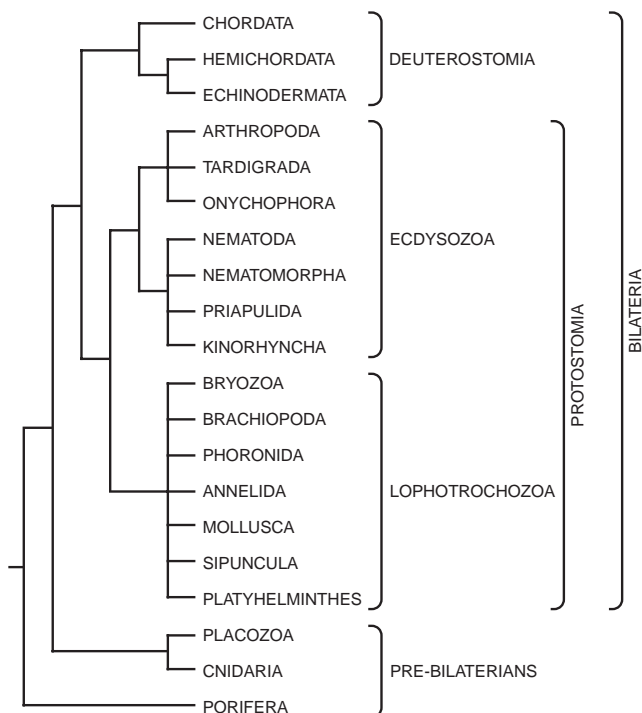 CHORDATA
HEMICHORDATA
DEUTEROSTOMIA
ECHINODERMATA
ARTHROPODA
TARDIGRADA
ONYCHOPHORA
NEMATODA
ECDYSOZOA
NEMATOMORPHA
PRIAPULIDA
KINORHYNCHA
BRYOZOA
BRACHIOPODA
PHORONIDA
ANNELIDA
LOPHOTROCHOZOA
MOLLUSCA
SIPUNCULA
PLATYHELMINTHES
PROTOSTOMIA
BILATERIA
PLACOZOA
CNIDARIA
PRE-BILATERIANS
PORIFERA